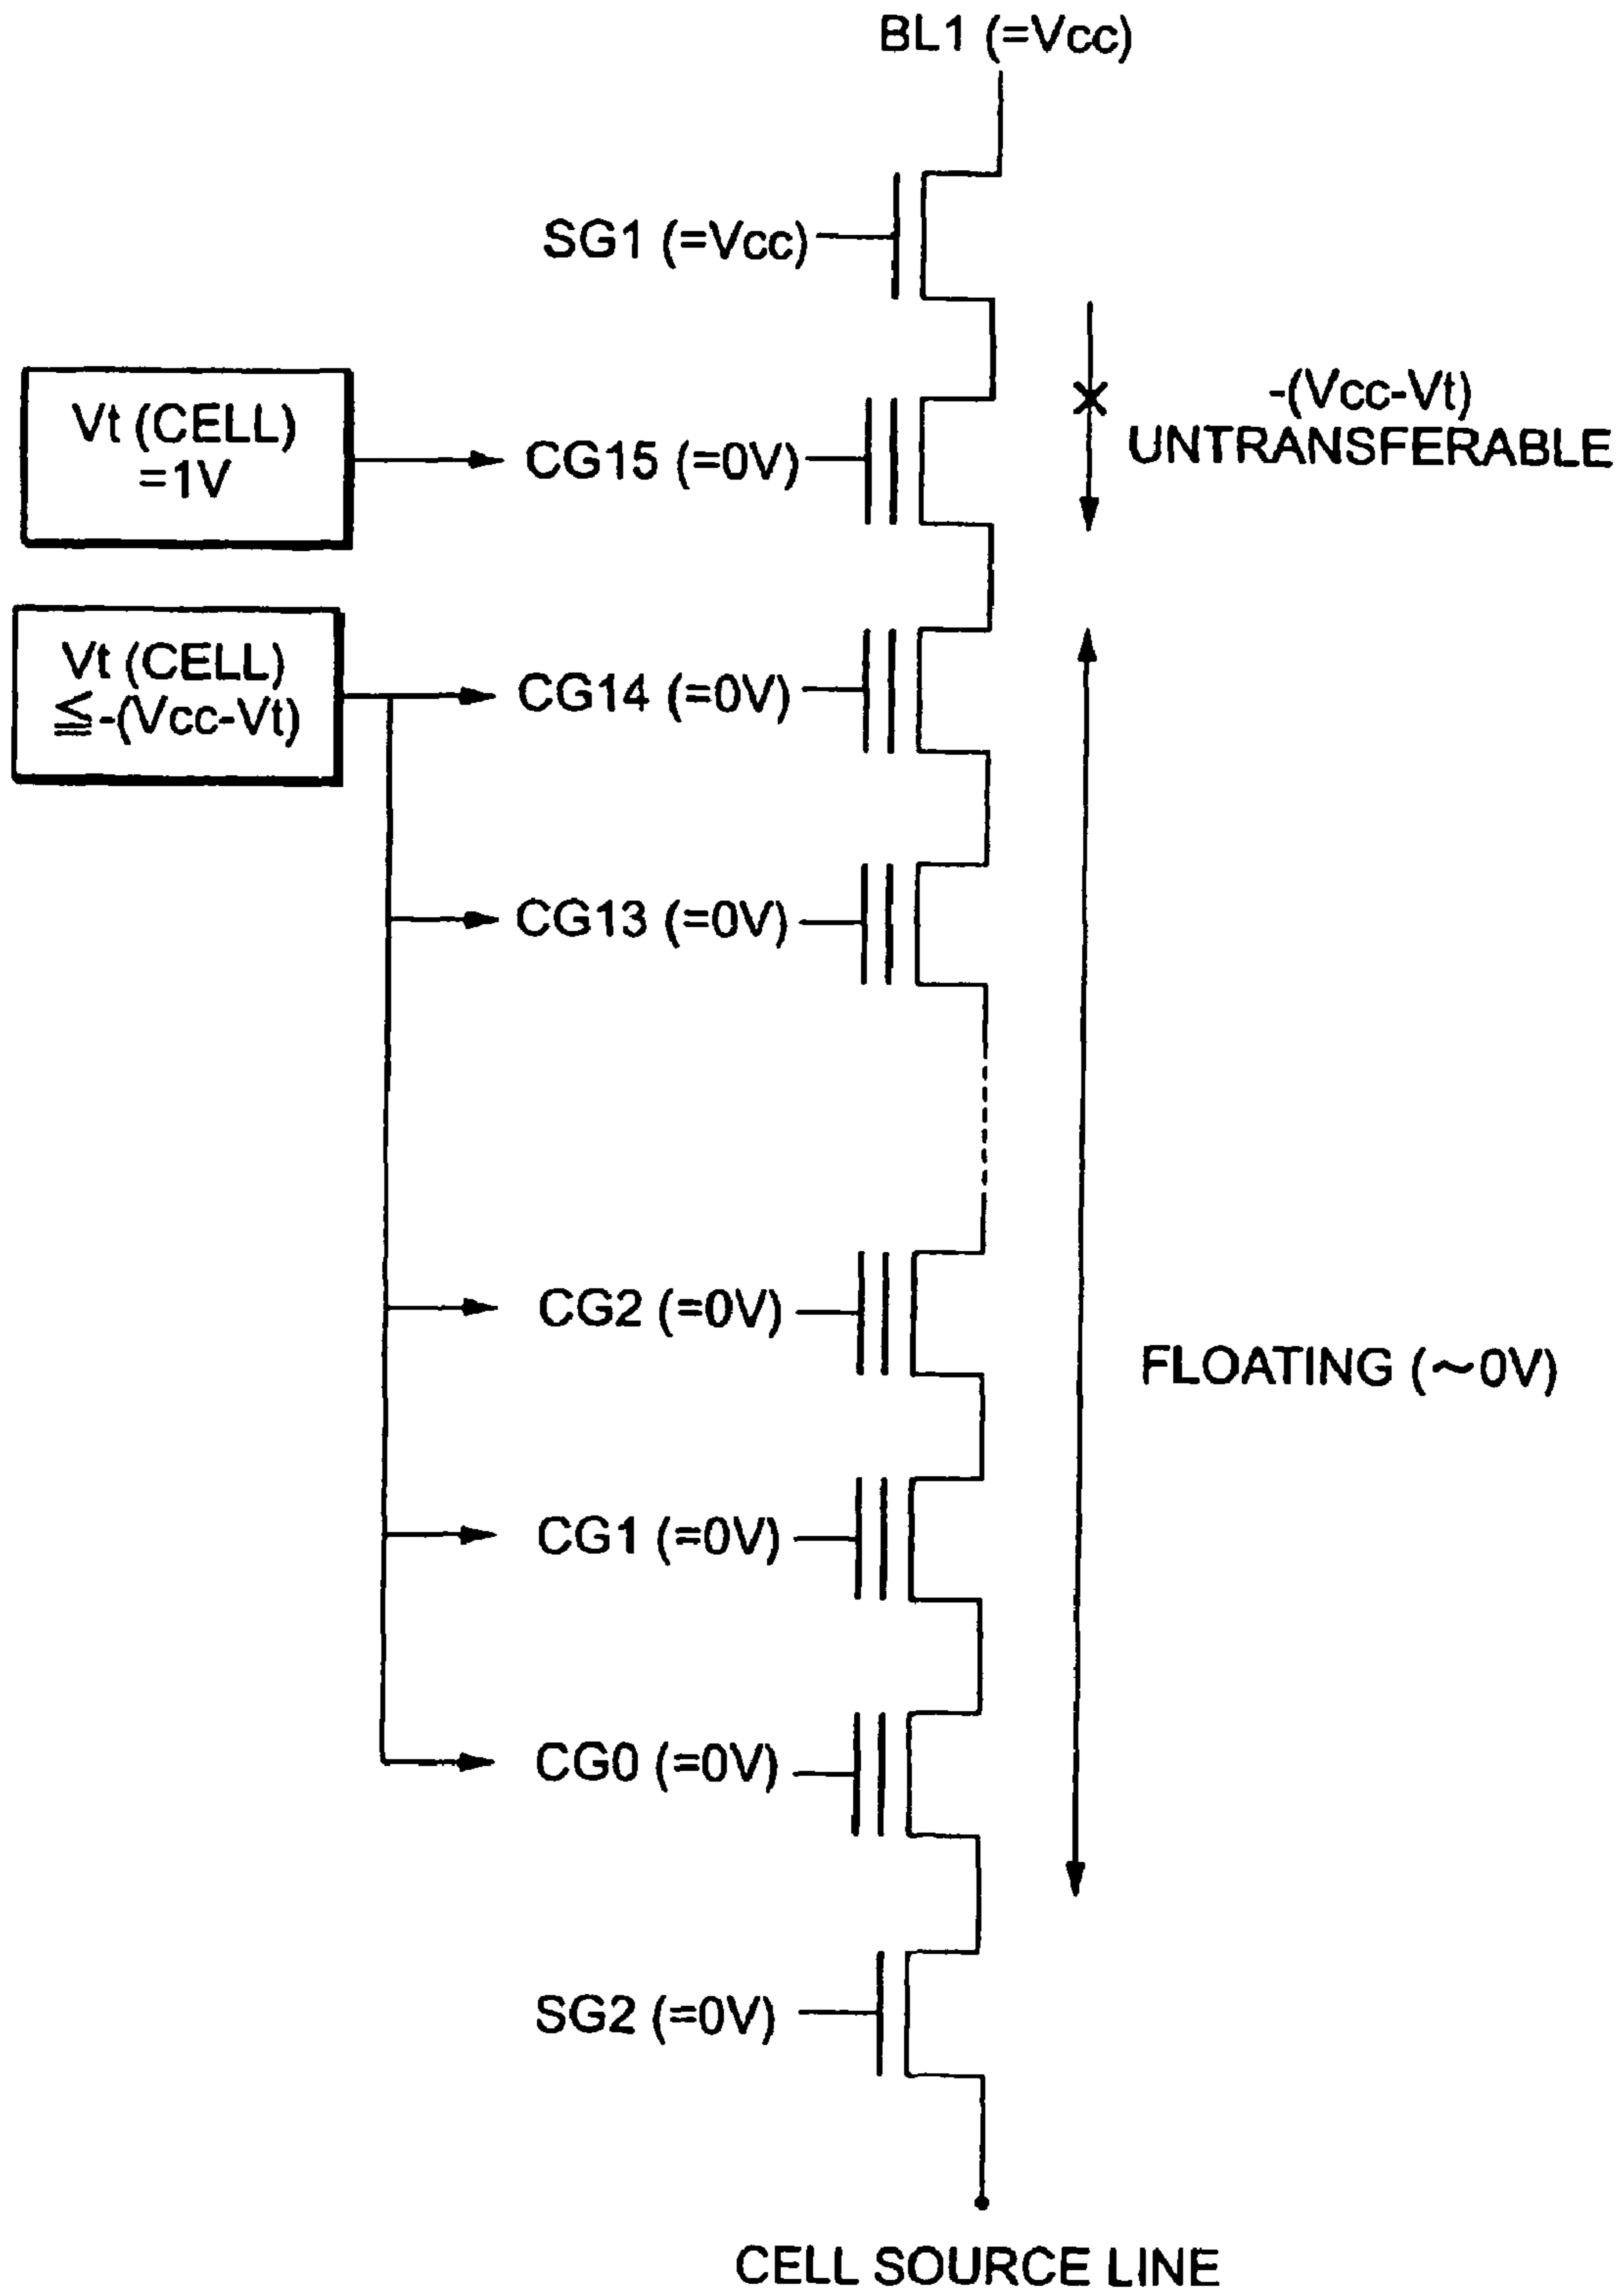 BL1 (=Vcc)
SG1 (=Vcc)
Vt (CELL)
=1V
CG15 (=0V)
-(Vcc-Vt)
UNTRANSFERABLE
Vt (CELL)
≦-(Vcc-Vt)
CG14 (=0V)
CG13 (=0V)
CG2 (=0V)
FLOATING (~0V)
CG1 (=0V)
CG0 (=0V)
SG2 (=0V)
CELL SOURCE LINE